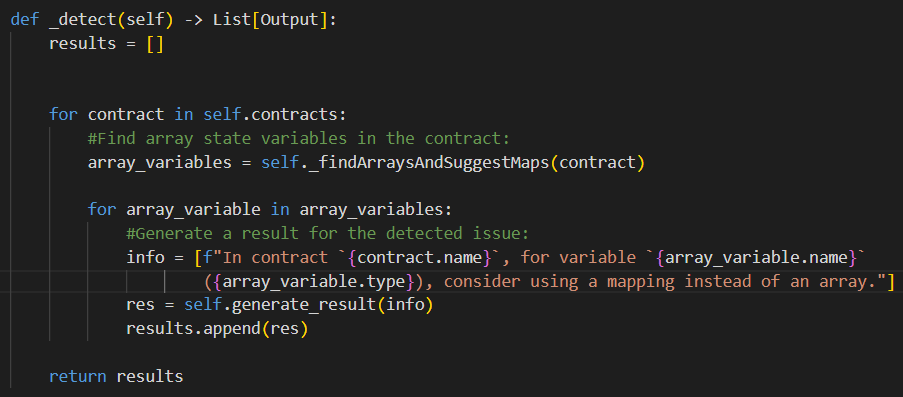 def _detect(self) -> List[Output]:
    results = []


    for contract in self.contracts:
        #Find array state variables in the contract:
        array_variables = self._findArraysAndSuggestMaps(contract)

        for array_variable in array_variables:
            #Generate a result for the detected issue:
            info = [f"In contract `{contract.name}`, for variable `{array_variable.name}`
                    ({array_variable.type}), consider using a mapping instead of an array."]
            res = self.generate_result(info)
            results.append(res)

    return results